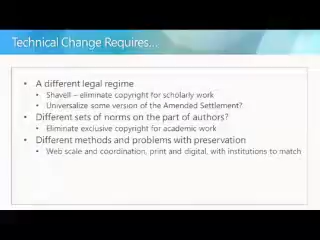 Technical Change Requires...
• A different legal regime
• Shavell – eliminate copyright for scholarly work
• Universalize some version of the Amended Settlement?
• Different sets of norms on the part of authors?
• Eliminate exclusive copyright for academic work
• Different methods and problems with preservation
• Web scale and coordination, print and digital, with institutions to match